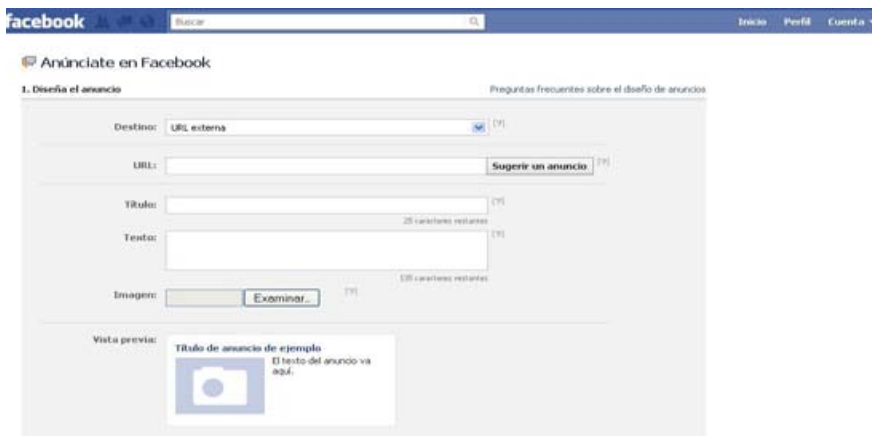 facebook
Buscar
Inicio Perfil Cuenta
Anúnciate en Facebook
1. Diseña el anuncio
Preguntas frecuentes sobre el diseño de anuncios
Destino: URL externa [?]
URL: Sugerir un anuncio [?]
Título: [?]
25 caracteres restantes
Texto: [?]
135 caracteres restantes
Imagen: Examinar... [?]
Vista previa:
Título de anuncio de ejemplo
El texto del anuncio va
aquí.